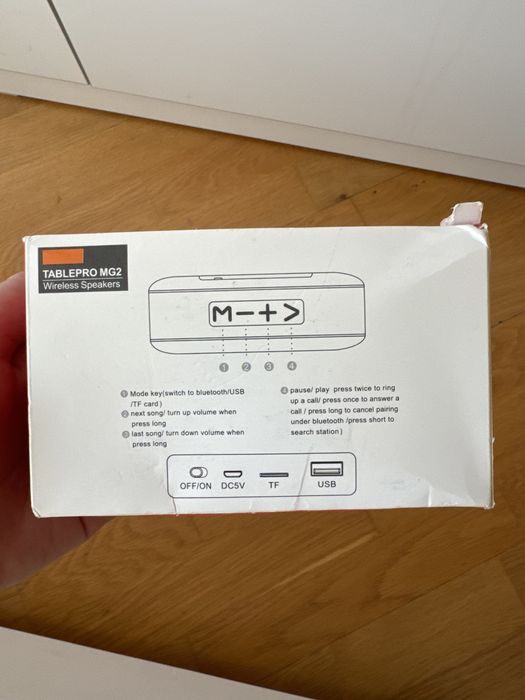 TABLEPRO MG2
Wireless Speakers
M−+>
1 2 3 4
1 Mode key(switch to bluetooth/USB
/TF card)
2 next song/ turn up volume when
press long
3 last song/ turn down volume when
press long
4 pause/ play press twice to ring
up a call/ press once to answer a
call / press long to cancel pairing
under bluetooth /press short to
search station)
OFF/ON DC5V TF USB